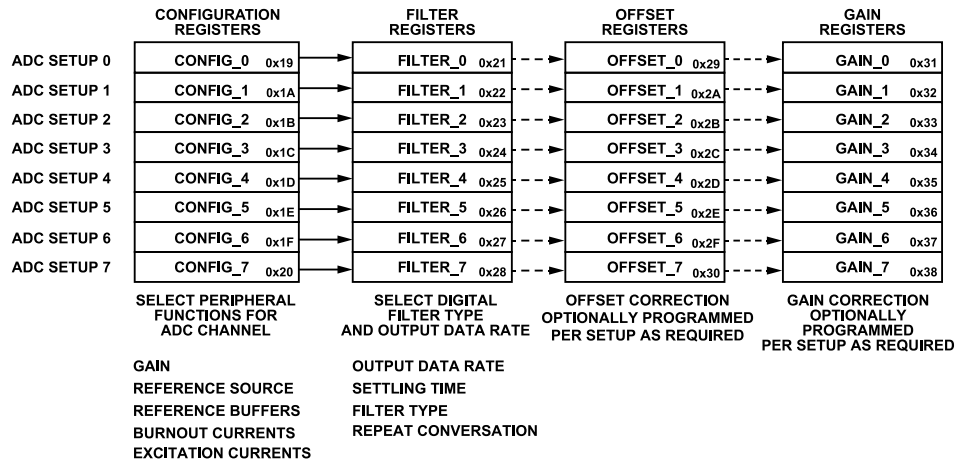 CONFIGURATION REGISTERS
FILTER REGISTERS
OFFSET REGISTERS
GAIN REGISTERS
ADC SETUP 0 CONFIG_0 0x19 FILTER_0 0x21 OFFSET_0 0x29 GAIN_0 0x31
ADC SETUP 1 CONFIG_1 0x1A FILTER_1 0x22 OFFSET_1 0x2A GAIN_1 0x32
ADC SETUP 2 CONFIG_2 0x1B FILTER_2 0x23 OFFSET_2 0x2B GAIN_2 0x33
ADC SETUP 3 CONFIG_3 0x1C FILTER_3 0x24 OFFSET_3 0x2C GAIN_3 0x34
ADC SETUP 4 CONFIG_4 0x1D FILTER_4 0x25 OFFSET_4 0x2D GAIN_4 0x35
ADC SETUP 5 CONFIG_5 0x1E FILTER_5 0x26 OFFSET_5 0x2E GAIN_5 0x36
ADC SETUP 6 CONFIG_6 0x1F FILTER_6 0x27 OFFSET_6 0x2F GAIN_6 0x37
ADC SETUP 7 CONFIG_7 0x20 FILTER_7 0x28 OFFSET_7 0x30 GAIN_7 0x38
SELECT PERIPHERAL
FUNCTIONS FOR
ADC CHANNEL
SELECT DIGITAL
FILTER TYPE
AND OUTPUT DATA RATE
OFFSET CORRECTION
OPTIONALLY PROGRAMMED
PER SETUP AS REQUIRED
GAIN CORRECTION
OPTIONALLY
PROGRAMMED
PER SETUP AS REQUIRED
GAIN
REFERENCE SOURCE
REFERENCE BUFFERS
BURNOUT CURRENTS
EXCITATION CURRENTS
OUTPUT DATA RATE
SETTLING TIME
FILTER TYPE
REPEAT CONVERSATION